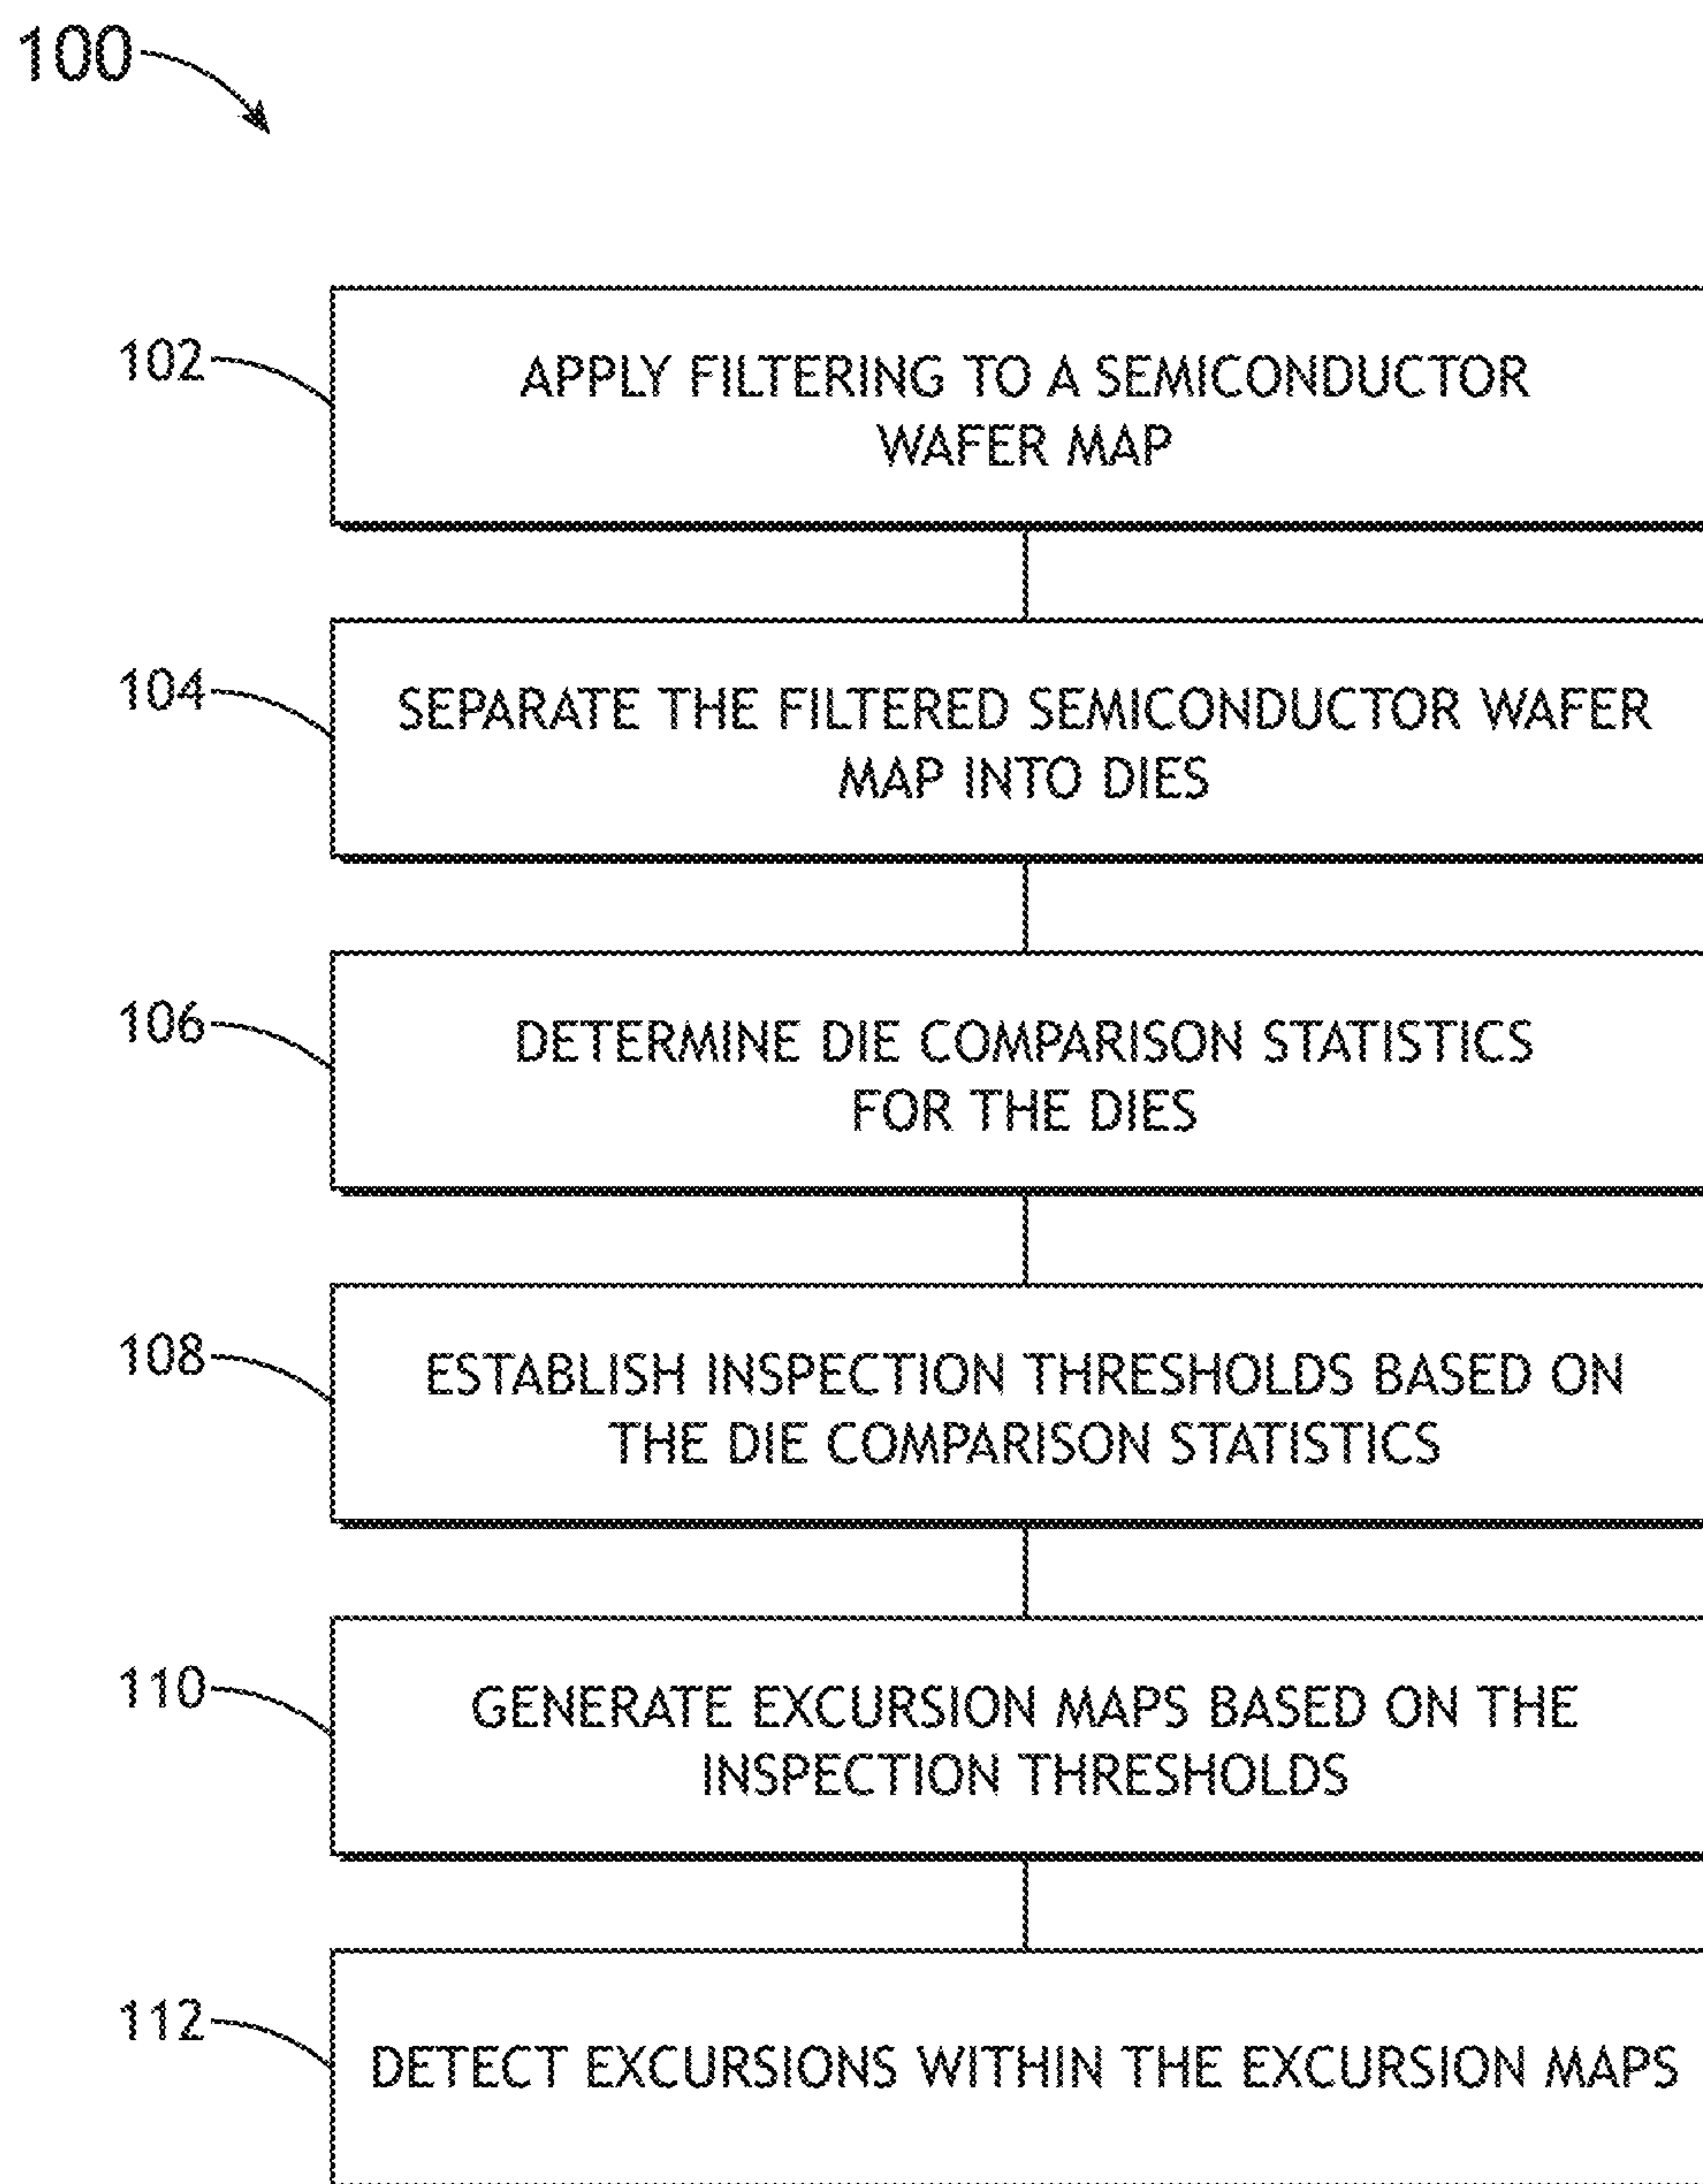 100
102
APPLY FILTERING TO A SEMICONDUCTOR
WAFER MAP
104
SEPARATE THE FILTERED SEMICONDUCTOR WAFER
MAP INTO DIES
106
DETERMINE DIE COMPARISON STATISTICS
FOR THE DIES
108
ESTABLISH INSPECTION THRESHOLDS BASED ON
THE DIE COMPARISON STATISTICS
110
GENERATE EXCURSION MAPS BASED ON THE
INSPECTION THRESHOLDS
112
DETECT EXCURSIONS WITHIN THE EXCURSION MAPS